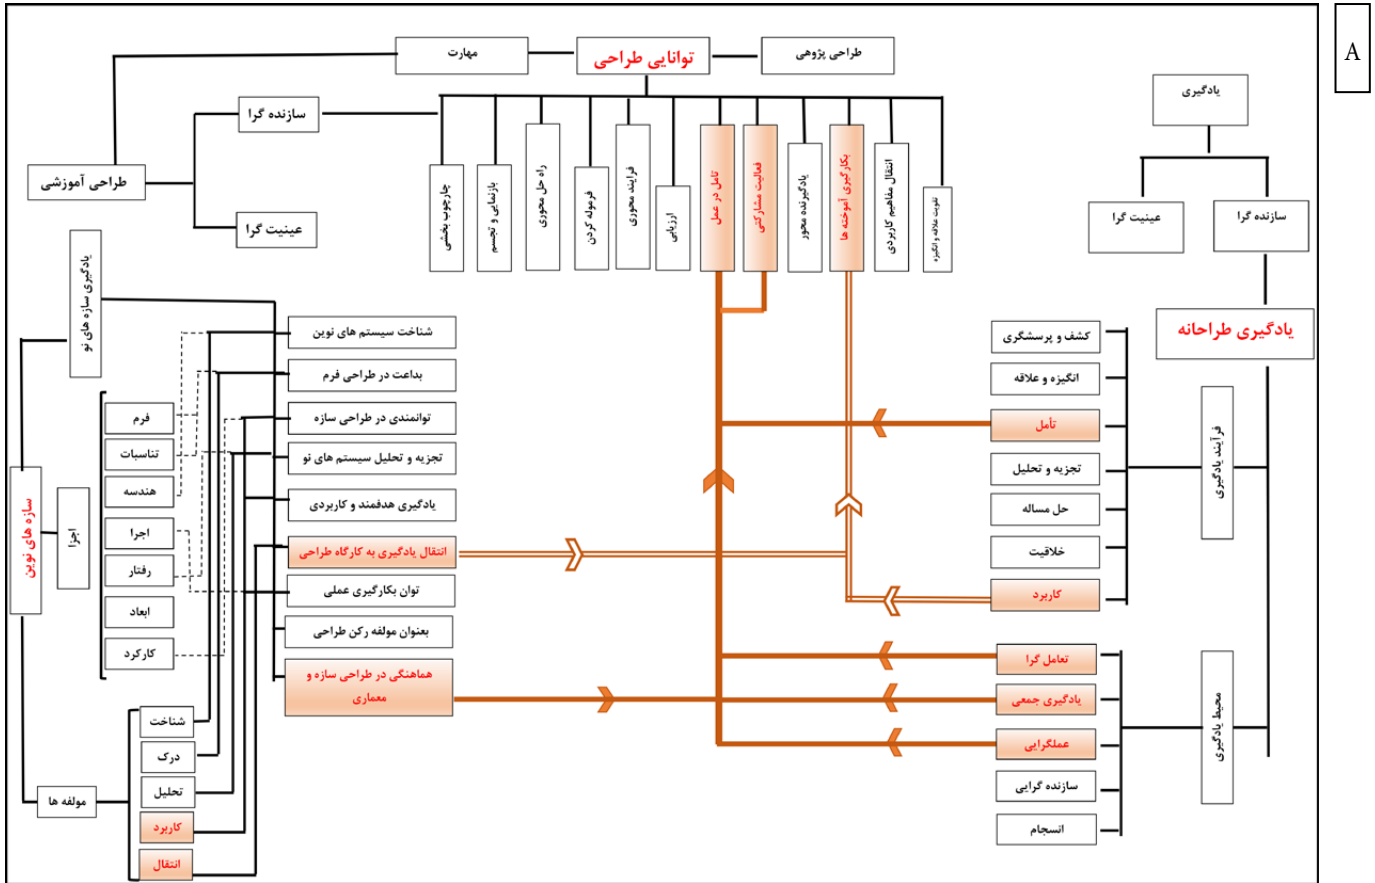 A
طراحی پژوهی
توانایی طراحی
مهارت
یادگیری
سازنده گرا
عینیت گرا
یادگیری طراحانه
سازنده گرا
طراحی آموزشی
عینیت گرا
تقویت علاقه و انگیزه
انتقال مفاهیم کاربردی
بکارگیری آموخته ها
یادگیرنده محور
فعالیت مشارکتی
تامل در عمل
ارزیابی
فرایند محوری
فرموله کردن
راه حل محوری
بازنمایی و تجسم
چارچوب بخشی
فرآیند یادگیری
کشف و پرسشگری
انگیزه و علاقه
تأمل
تجزیه و تحلیل
حل مساله
خلاقیت
کاربرد
محیط یادگیری
تعامل گرا
یادگیری جمعی
عملگرایی
سازنده گرایی
انسجام
یادگیری سازه های نو
شناخت سیستم های نوین
بداعت در طراحی فرم
توانمندی در طراحی سازه
تجزیه و تحلیل سیستم های نو
یادگیری هدفمند و کاربردی
انتقال یادگیری به کارگاه طراحی
توان بکارگیری عملی
بعنوان مولفه رکن طراحی
هماهنگی در طراحی سازه و
معماری
سازه های نوین
اجزا
فرم
تناسبات
هندسه
اجرا
رفتار
ابعاد
کارکرد
مولفه ها
شناخت
درک
تحلیل
کاربرد
انتقال